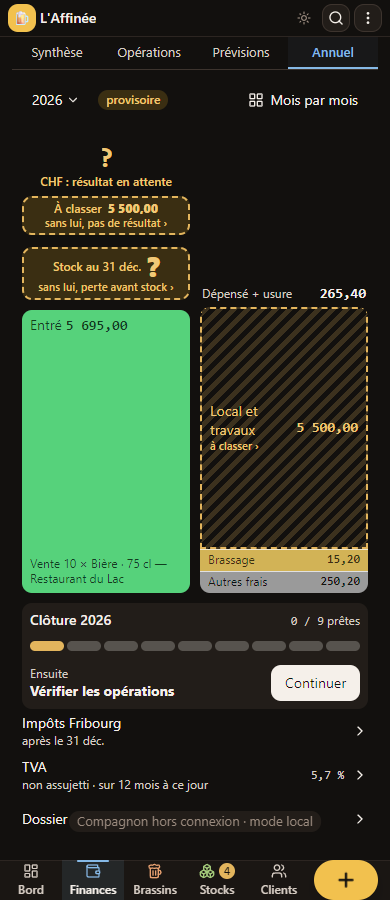 L'Affinée
Synthèse
Opérations
Prévisions
Annuel
2026
provisoire
Mois par mois
?
CHF : résultat en attente
À classer 5 500,00
sans lui, pas de résultat ›
Stock au 31 déc. ?
sans lui, perte avant stock ›
Dépensé + usure 265,40
Entré 5 695,00
Local et
travaux
à classer ›
5 500,00
Vente 10 × Bière · 75 cl —
Restaurant du Lac
Brassage 15,20
Autres frais 250,20
Clôture 2026 0 / 9 prêtes
Ensuite
Vérifier les opérations
Continuer
Impôts Fribourg
après le 31 déc.
TVA
non assujetti · sur 12 mois à ce jour
5,7 %
Dossier
Compagnon hors connexion · mode local
Bord
Finances
Brassins
Stocks
4
Clients
+